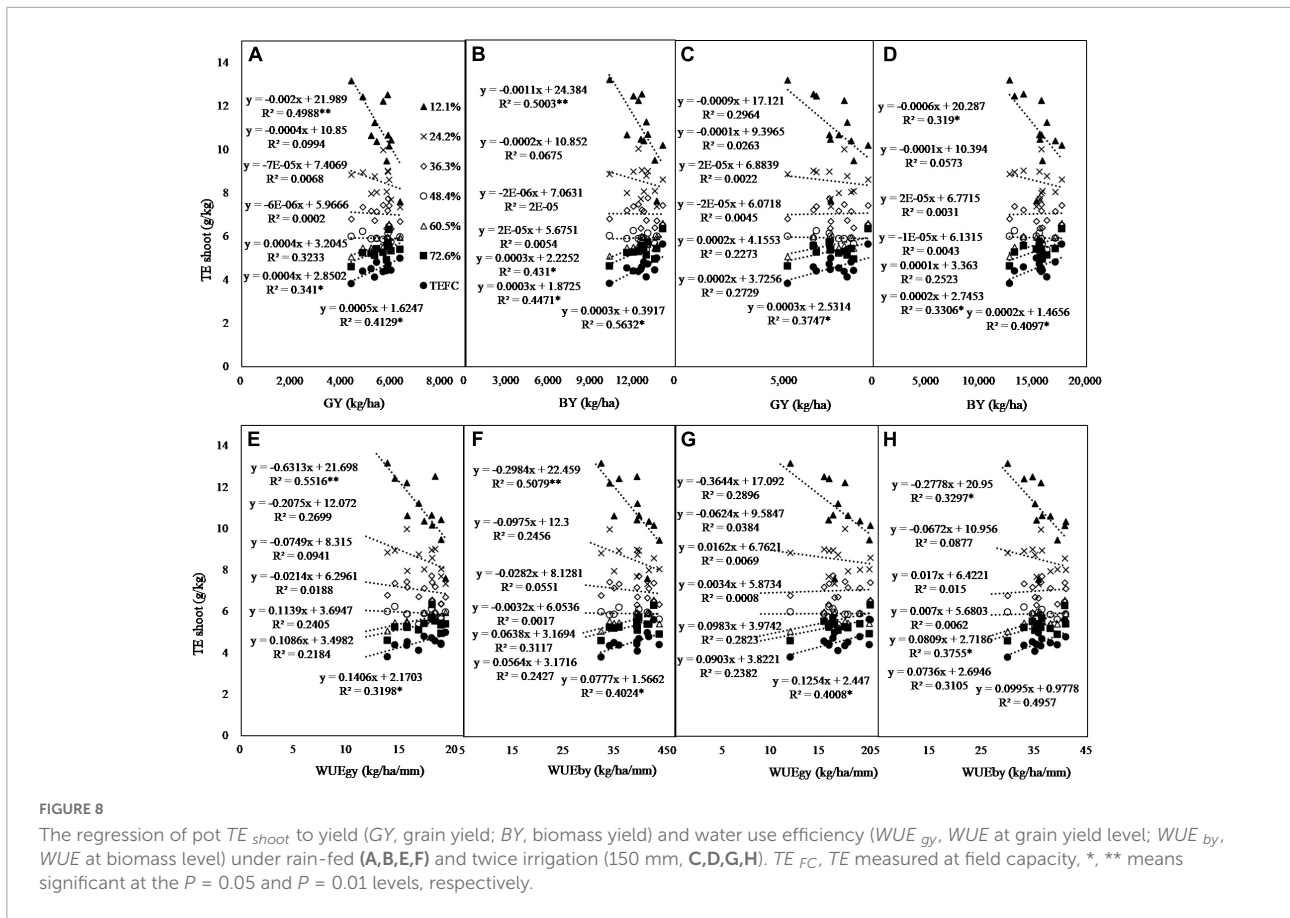 14
12
10
8
6
4
2
0
TE shoot (g/kg)
A
y = -0.002x + 21.989
R² = 0.4988**
y = -0.0004x + 10.85
R² = 0.0994
y = -7E-05x + 7.4069
R² = 0.0068
y = -6E-06x + 5.9666
R² = 0.0002
y = 0.0004x + 3.2045
R² = 0.3233
y = 0.0004x + 2.8502
R² = 0.341*
y = 0.0005x + 1.6247
R² = 0.4129*
12.1%
24.2%
36.3%
48.4%
60.5%
72.6%
TEFC
0 2,000 4,000 6,000 8,000
GY (kg/ha)
B
y = -0.0011x + 24.384
R² = 0.5003**
y = -0.0002x + 10.852
R² = 0.0675
y = -2E-06x + 7.0631
R² = 2E-05
y = 2E-05x + 5.6751
R² = 0.0054
y = 0.0003x + 2.2252
R² = 0.431*
y = 0.0003x + 1.8725
R² = 0.4471*
y = 0.0003x + 0.3917
R² = 0.5632*
0 3,000 6,000 9,000 12,000
BY (kg/ha)
C
y = -0.0009x + 17.121
R² = 0.2964
y = -0.0001x + 9.3965
R² = 0.0263
y = 2E-05x + 6.8839
R² = 0.0022
y = -2E-05x + 6.0718
R² = 0.0045
y = 0.0002x + 4.1553
R² = 0.2273
y = 0.0002x + 3.7256
R² = 0.2729
y = 0.0003x + 2.5314
R² = 0.3747*
0 5,000
GY (kg/ha)
D
y = -0.0006x + 20.287
R² = 0.319*
y = -0.0001x + 10.394
R² = 0.0573
y = 2E-05x + 6.7715
R² = 0.0031
y = -1E-05x + 6.1315
R² = 0.0043
y = 0.0001x + 3.363
R² = 0.2523
y = 0.0002x + 2.7453
R² = 0.3306*
y = 0.0002x + 1.4656
R² = 0.4097*
0 5,000 10,000 15,000 20,000
BY (kg/ha)
14
12
10
8
6
4
2
0
TE shoot (g/kg)
E
y = -0.6313x + 21.698
R² = 0.5516**
y = -0.2075x + 12.072
R² = 0.2699
y = -0.0749x + 8.315
R² = 0.0941
y = -0.0214x + 6.2961
R² = 0.0188
y = 0.1139x + 3.6947
R² = 0.2405
y = 0.1086x + 3.4982
R² = 0.2184
y = 0.1406x + 2.1703
R² = 0.3198*
0 5 10 15 20
WUEgy (kg/ha/mm)
F
y = -0.2984x + 22.459
R² = 0.5079**
y = -0.0975x + 12.3
R² = 0.2456
y = -0.0282x + 8.1281
R² = 0.0551
y = -0.0032x + 6.0536
R² = 0.0017
y = 0.0638x + 3.1694
R² = 0.3117
y = 0.0564x + 3.1716
R² = 0.2427
y = 0.0777x + 1.5662
R² = 0.4024*
5 15 25 35 45
WUEby (kg/ha/mm)
G
y = -0.3644x + 17.092
R² = 0.2896
y = -0.0624x + 9.5847
R² = 0.0384
y = 0.0162x + 6.7621
R² = 0.0069
y = 0.0034x + 5.8734
R² = 0.0008
y = 0.0983x + 3.9742
R² = 0.2823
y = 0.0903x + 3.8221
R² = 0.2382
y = 0.1254x + 2.447
R² = 0.4008*
0 5 10 15 20
WUEgy (kg/ha/mm)
H
y = -0.2778x + 20.95
R² = 0.3297*
y = -0.0672x + 10.956
R² = 0.0877
y = 0.017x + 6.4221
R² = 0.015
y = 0.007x + 5.6803
R² = 0.0062
y = 0.0809x + 2.7186
R² = 0.3755*
y = 0.0736x + 2.6946
R² = 0.3105
y = 0.0995x + 0.9778
R² = 0.4957
5 15 25 35 45
WUEby (kg/ha/mm)
FIGURE 8
The regression of pot TE shoot to yield (GY, grain yield; BY, biomass yield) and water use efficiency (WUE gy, WUE at grain yield level; WUE by,
WUE at biomass level) under rain-fed (A,B,E,F) and twice irrigation (150 mm, C,D,G,H). TE FC, TE measured at field capacity, *, ** means
significant at the P = 0.05 and P = 0.01 levels, respectively.